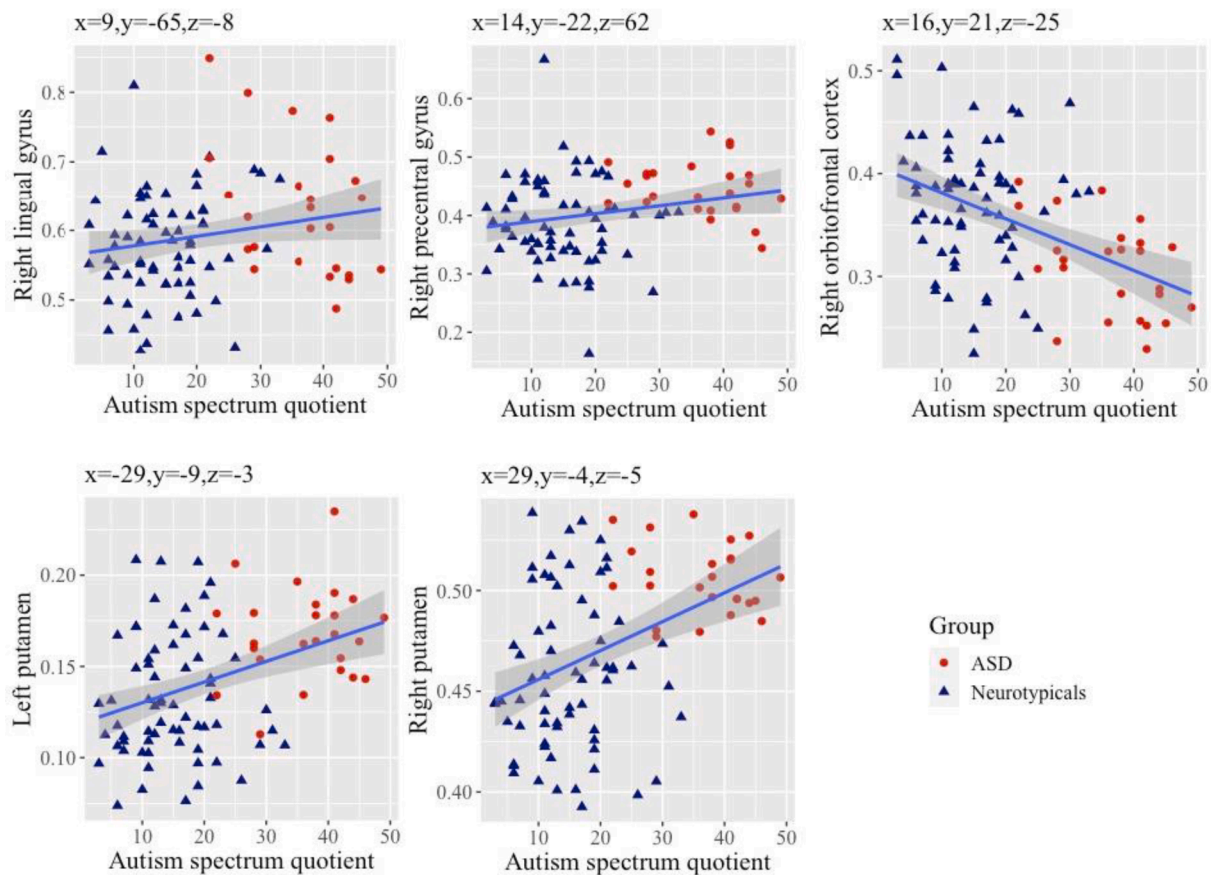 x=9,y=-65,z=-8
Right lingual gyrus
0.8
0.7
0.6
0.5
10 20 30 40 50
Autism spectrum quotient
x=14,y=-22,z=62
Right precentral gyrus
0.6
0.5
0.4
0.3
0.2
10 20 30 40 50
Autism spectrum quotient
x=16,y=21,z=-25
Right orbitofrontal cortex
0.5
0.4
0.3
10 20 30 40 50
Autism spectrum quotient
x=-29,y=-9,z=-3
Left putamen
0.20
0.15
0.10
10 20 30 40 50
Autism spectrum quotient
x=29,y=-4,z=-5
Right putamen
0.50
0.45
0.40
10 20 30 40 50
Autism spectrum quotient
Group
ASD
Neurotypicals